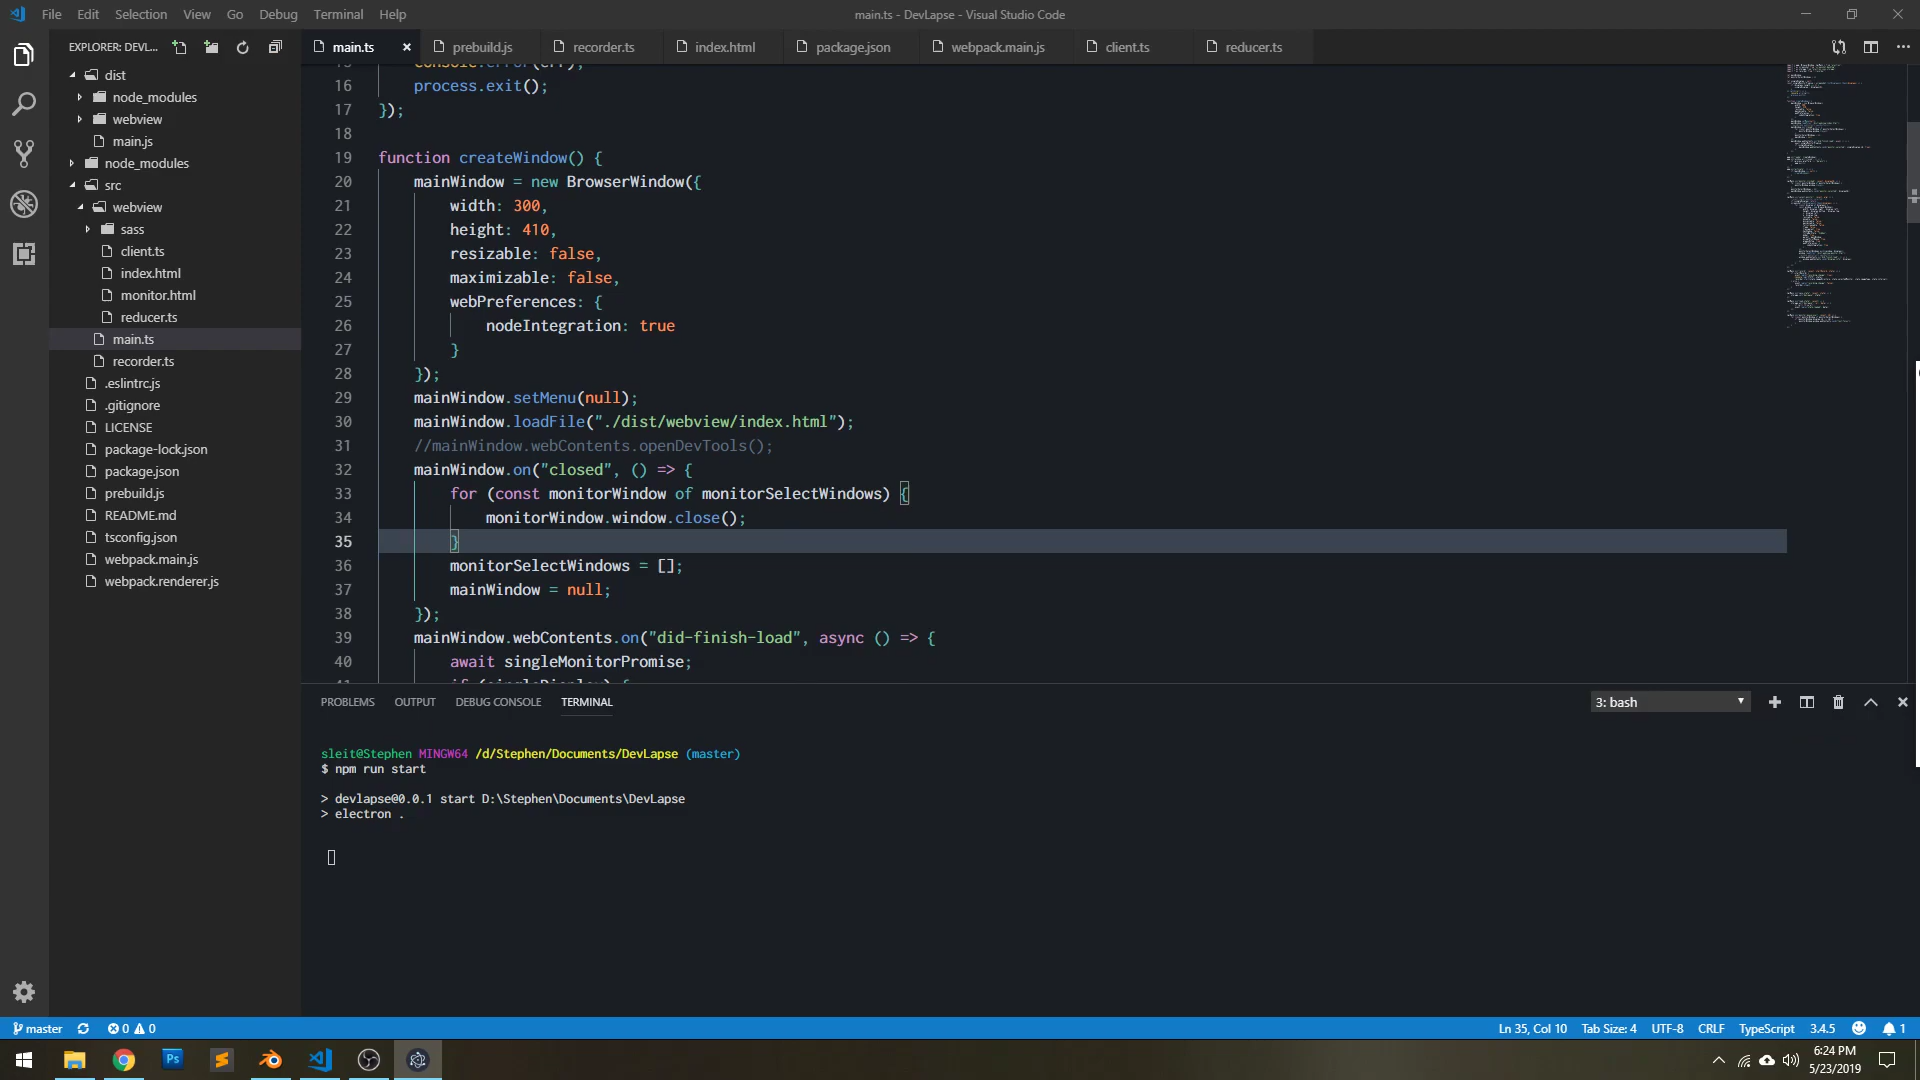 File Edit Selection View Go Debug Terminal Help
main.ts - DevLapse - Visual Studio Code
EXPLORER: DEVL...
dist
node_modules
webview
main.js
node_modules
src
webview
sass
client.ts
index.html
monitor.html
reducer.ts
main.ts
recorder.ts
.eslintrc.js
.gitignore
LICENSE
package-lock.json
package.json
prebuild.js
README.md
tsconfig.json
webpack.main.js
webpack.renderer.js
main.ts × prebuild.js recorder.ts index.html package.json webpack.main.js client.ts reducer.ts
15 console.error(err);
16 process.exit();
17 });
18
19 function createWindow() {
20 mainWindow = new BrowserWindow({
21 width: 300,
22 height: 410,
23 resizable: false,
24 maximizable: false,
25 webPreferences: {
26 nodeIntegration: true
27 }
28 });
29 mainWindow.setMenu(null);
30 mainWindow.loadFile("./dist/webview/index.html");
31 //mainWindow.webContents.openDevTools();
32 mainWindow.on("closed", () => {
33 for (const monitorWindow of monitorSelectWindows) {
34 monitorWindow.window.close();
35 }
36 monitorSelectWindows = [];
37 mainWindow = null;
38 });
39 mainWindow.webContents.on("did-finish-load", async () => {
40 await singleMonitorPromise;
41 if (singleDisplay) {
PROBLEMS OUTPUT DEBUG CONSOLE TERMINAL
3: bash
sleit@Stephen MINGW64 /d/Stephen/Documents/DevLapse (master)
$ npm run start
> devlapse@0.0.1 start D:\Stephen\Documents\DevLapse
> electron .
master 0 0
Ln 35, Col 10 Tab Size: 4 UTF-8 CRLF TypeScript 3.4.5 1
Ps
6:24 PM
5/23/2019